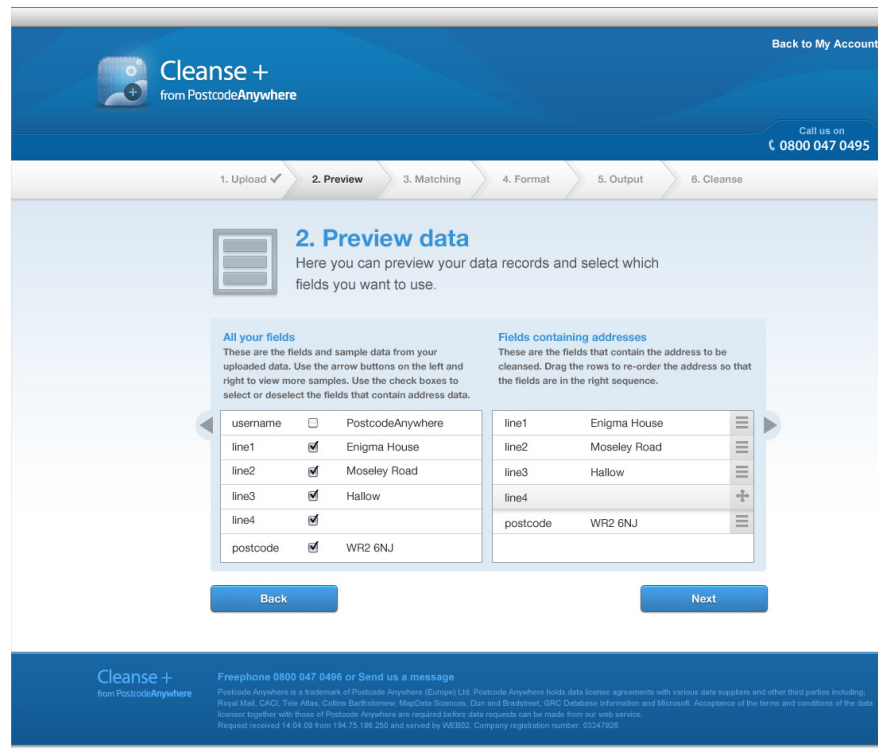 Back to My Account
Cleanse +
from PostcodeAnywhere
Call us on
0800 047 0495
1. Upload ✓
2. Preview
3. Matching
4. Format
5. Output
6. Cleanse
2. Preview data
Here you can preview your data records and select which
fields you want to use.
All your fields
These are the fields and sample data from your
uploaded data. Use the arrow buttons on the left and
right to view more samples. Use the check boxes to
select or deselect the fields that contain address data.
username PostcodeAnywhere
line1 Enigma House
line2 Moseley Road
line3 Hallow
line4
postcode WR2 6NJ
Fields containing addresses
These are the fields that contain the address to be
cleansed. Drag the rows to re-order the address so that
the fields are in the right sequence.
line1 Enigma House
line2 Moseley Road
line3 Hallow
line4
postcode WR2 6NJ
Back
Next
Cleanse +
from PostcodeAnywhere
Freephone 0800 047 0496 or Send us a message
Postcode Anywhere is a trademark of Postcode Anywhere (Europe) Ltd. Postcode Anywhere holds data license agreements with various data suppliers and other third parties including;
Royal Mail, CACI, Tele Atlas, Collins Bartholomew, MapData Sciences, Dun and Bradstreet, GRC Database Information and Microsoft. Acceptance of the terms and conditions of the data
licensor together with those of Postcode Anywhere are required before data requests can be made from our web service.
Request received 14:04:09 from 194.75.186.250 and served by WEB02. Company registration number: 03347926